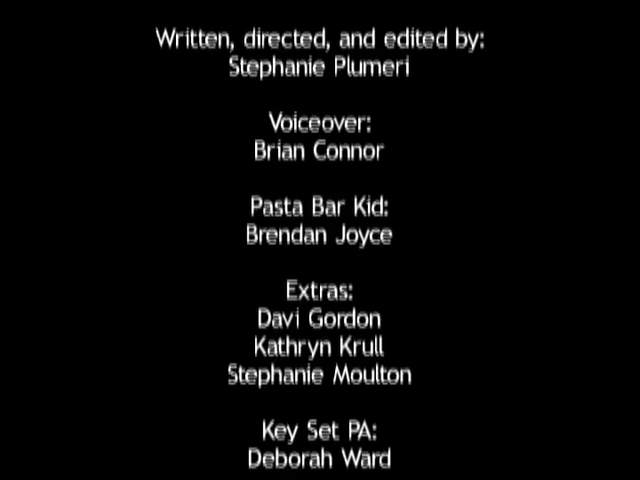 Written, directed, and edited by:
Stephanie Plumeri
Voiceover:
Brian Connor
Pasta Bar Kid:
Brendan Joyce
Extras:
Davi Gordon
Kathryn Krull
Stephanie Moulton
Key Set PA:
Deborah Ward